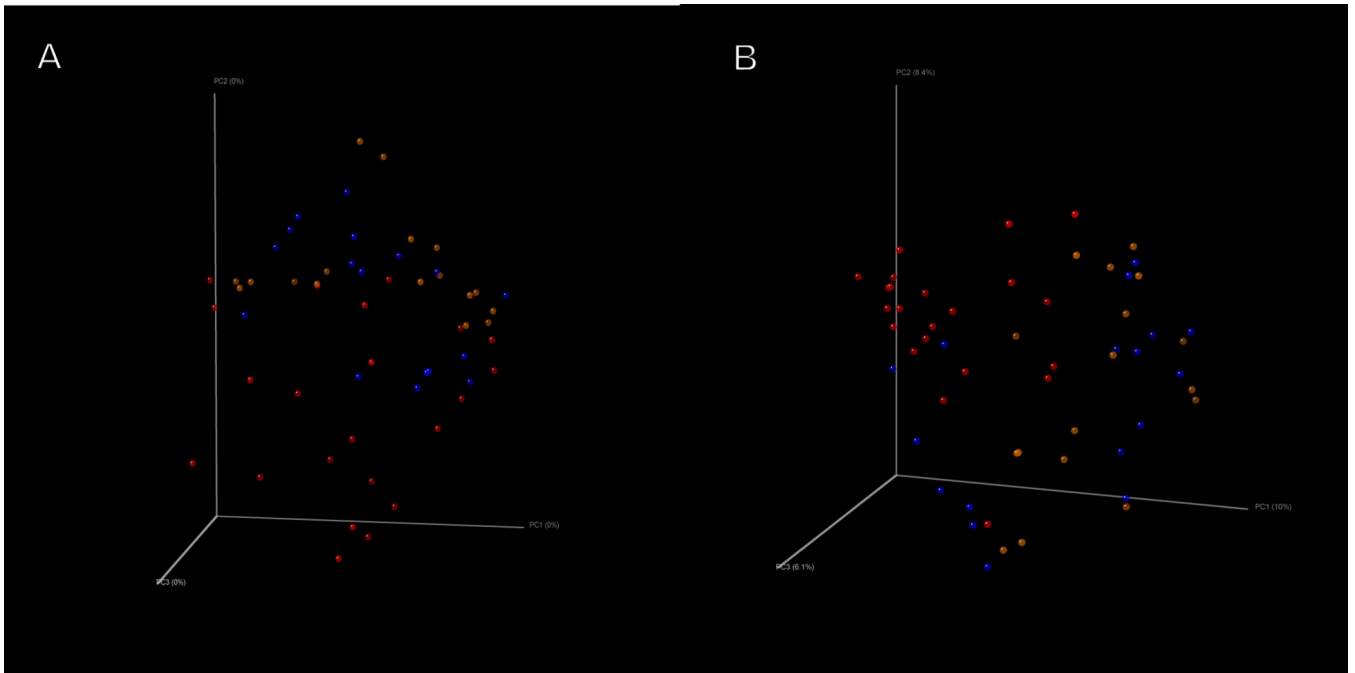 A
PC2 (0%)
PC1 (0%)
PC3 (0%)
B
PC2 (8.4%)
PC1 (10%)
PC3 (6.1%)